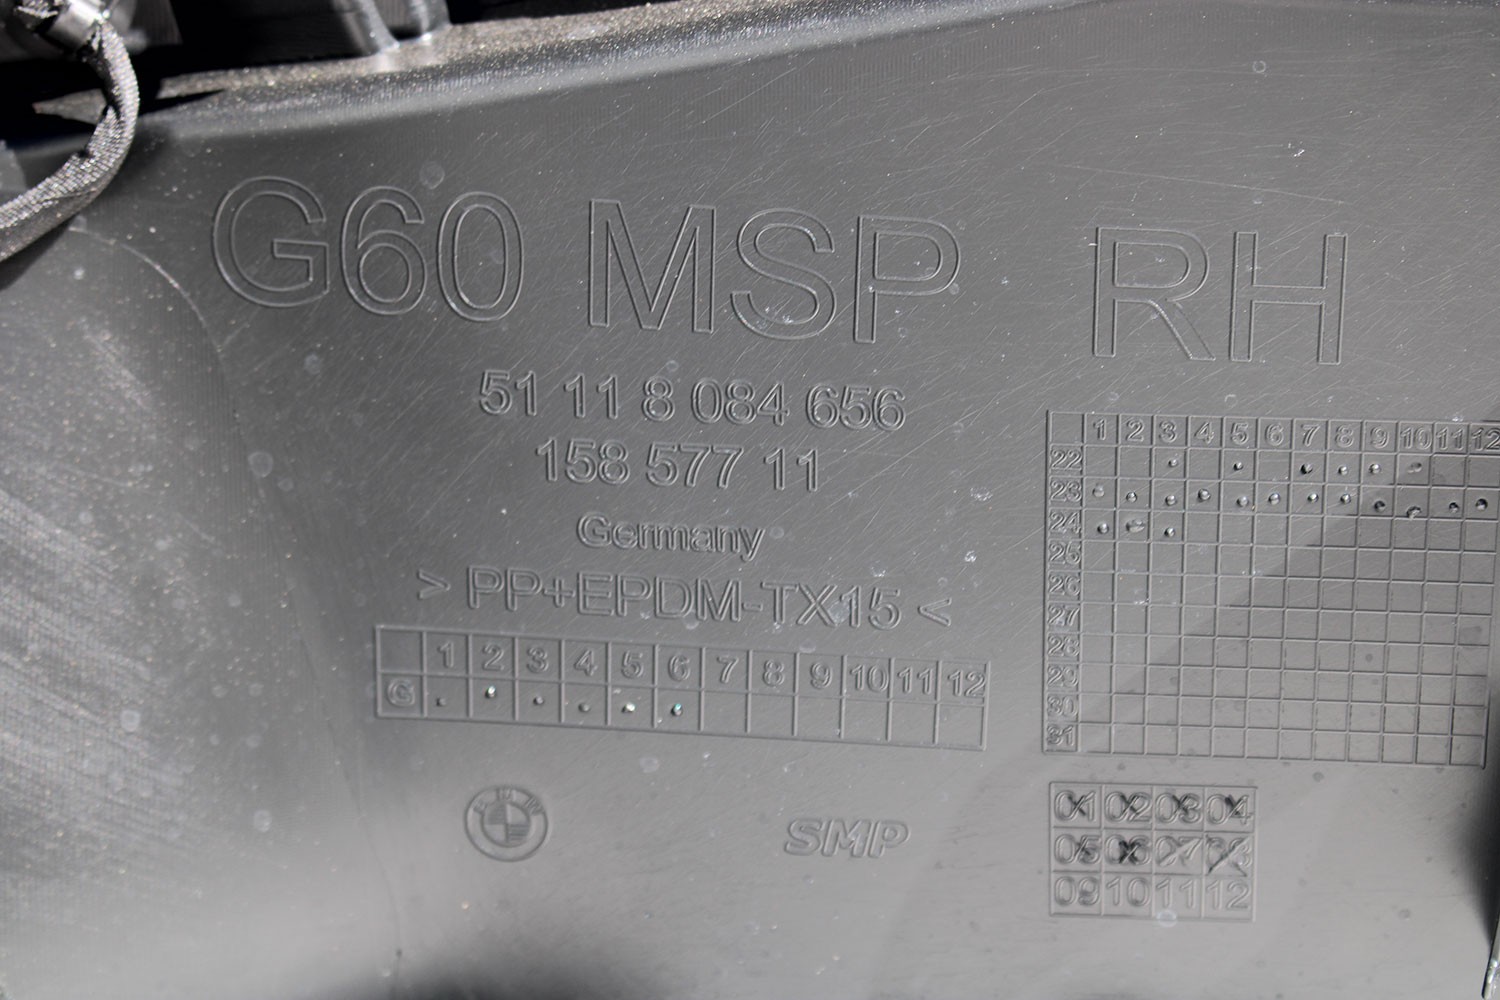 G60 MSP RH
51 11 8 084 656
158 577 11
Germany
> PP+EPDM-TX15 <
1 2 3 4 5 6 7 8 9 10 11 12
G
1 2 3 4 5 6 7 8 9 10 11 12
22
23
24
25
26
27
28
29
30
31
BMW
SMP
01 02 03 04
05 06 07 08
09 10 11 12